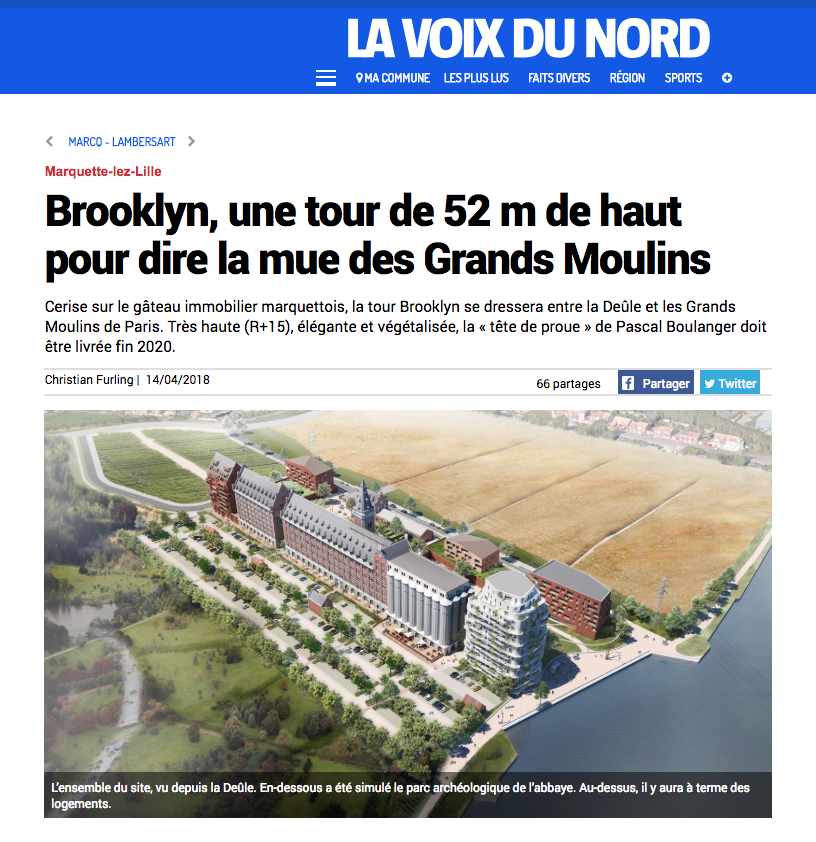 LA VOIX DU NORD
MA COMMUNE LES PLUS LUS FAITS DIVERS RÉGION SPORTS
MARCQ - LAMBERSART
Marquette-lez-Lille
Brooklyn, une tour de 52 m de haut
pour dire la mue des Grands Moulins
Cerise sur le gâteau immobilier marquettois, la tour Brooklyn se dressera entre la Deûle et les Grands
Moulins de Paris. Très haute (R+15), élégante et végétalisée, la « tête de proue » de Pascal Boulanger doit
être livrée fin 2020.
Christian Furling | 14/04/2018
66 partages
Partager
Twitter
L'ensemble du site, vu depuis la Deûle. En-dessous a été simulé le parc archéologique de l'abbaye. Au-dessus, il y aura à terme des
logements.